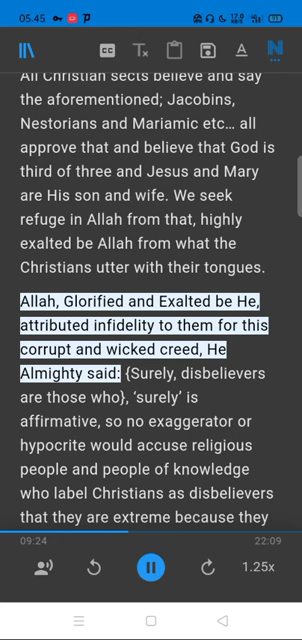 05.45
17.8 KB/S
4G
CC
All Christian sects believe and say
the aforementioned; Jacobins,
Nestorians and Mariamic etc... all
approve that and believe that God is
third of three and Jesus and Mary
are His son and wife. We seek
refuge in Allah from that, highly
exalted be Allah from what the
Christians utter with their tongues.
Allah, Glorified and Exalted be He,
attributed infidelity to them for this
corrupt and wicked creed, He
Almighty said: {Surely, disbelievers
are those who}, ‘surely’ is
affirmative, so no exaggerator or
hypocrite would accuse religious
people and people of knowledge
who label Christians as disbelievers
that they are extreme because they
09:24
22:09
1.25x